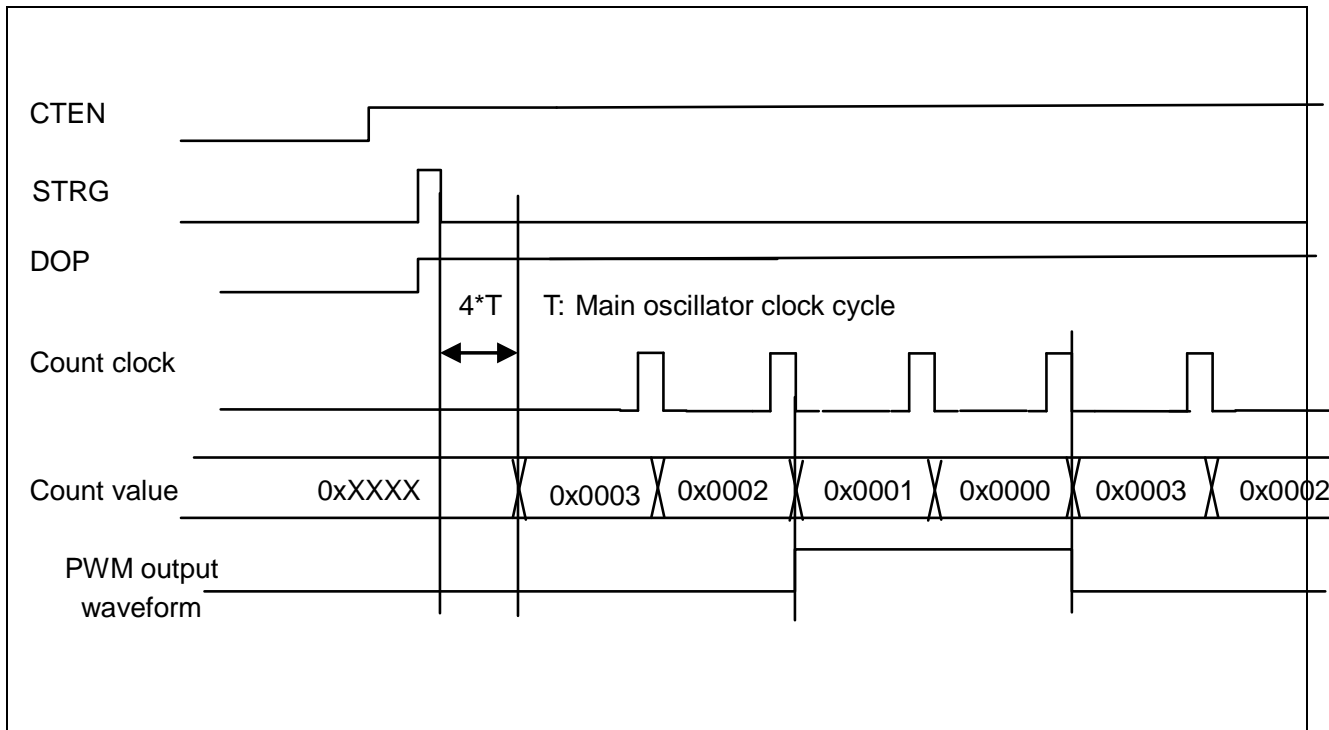 CTEN
STRG
DOP
4*T T: Main oscillator clock cycle
Count clock
Count value 0xXXXX 0x0003 0x0002 0x0001 0x0000 0x0003 0x0002
PWM output
waveform